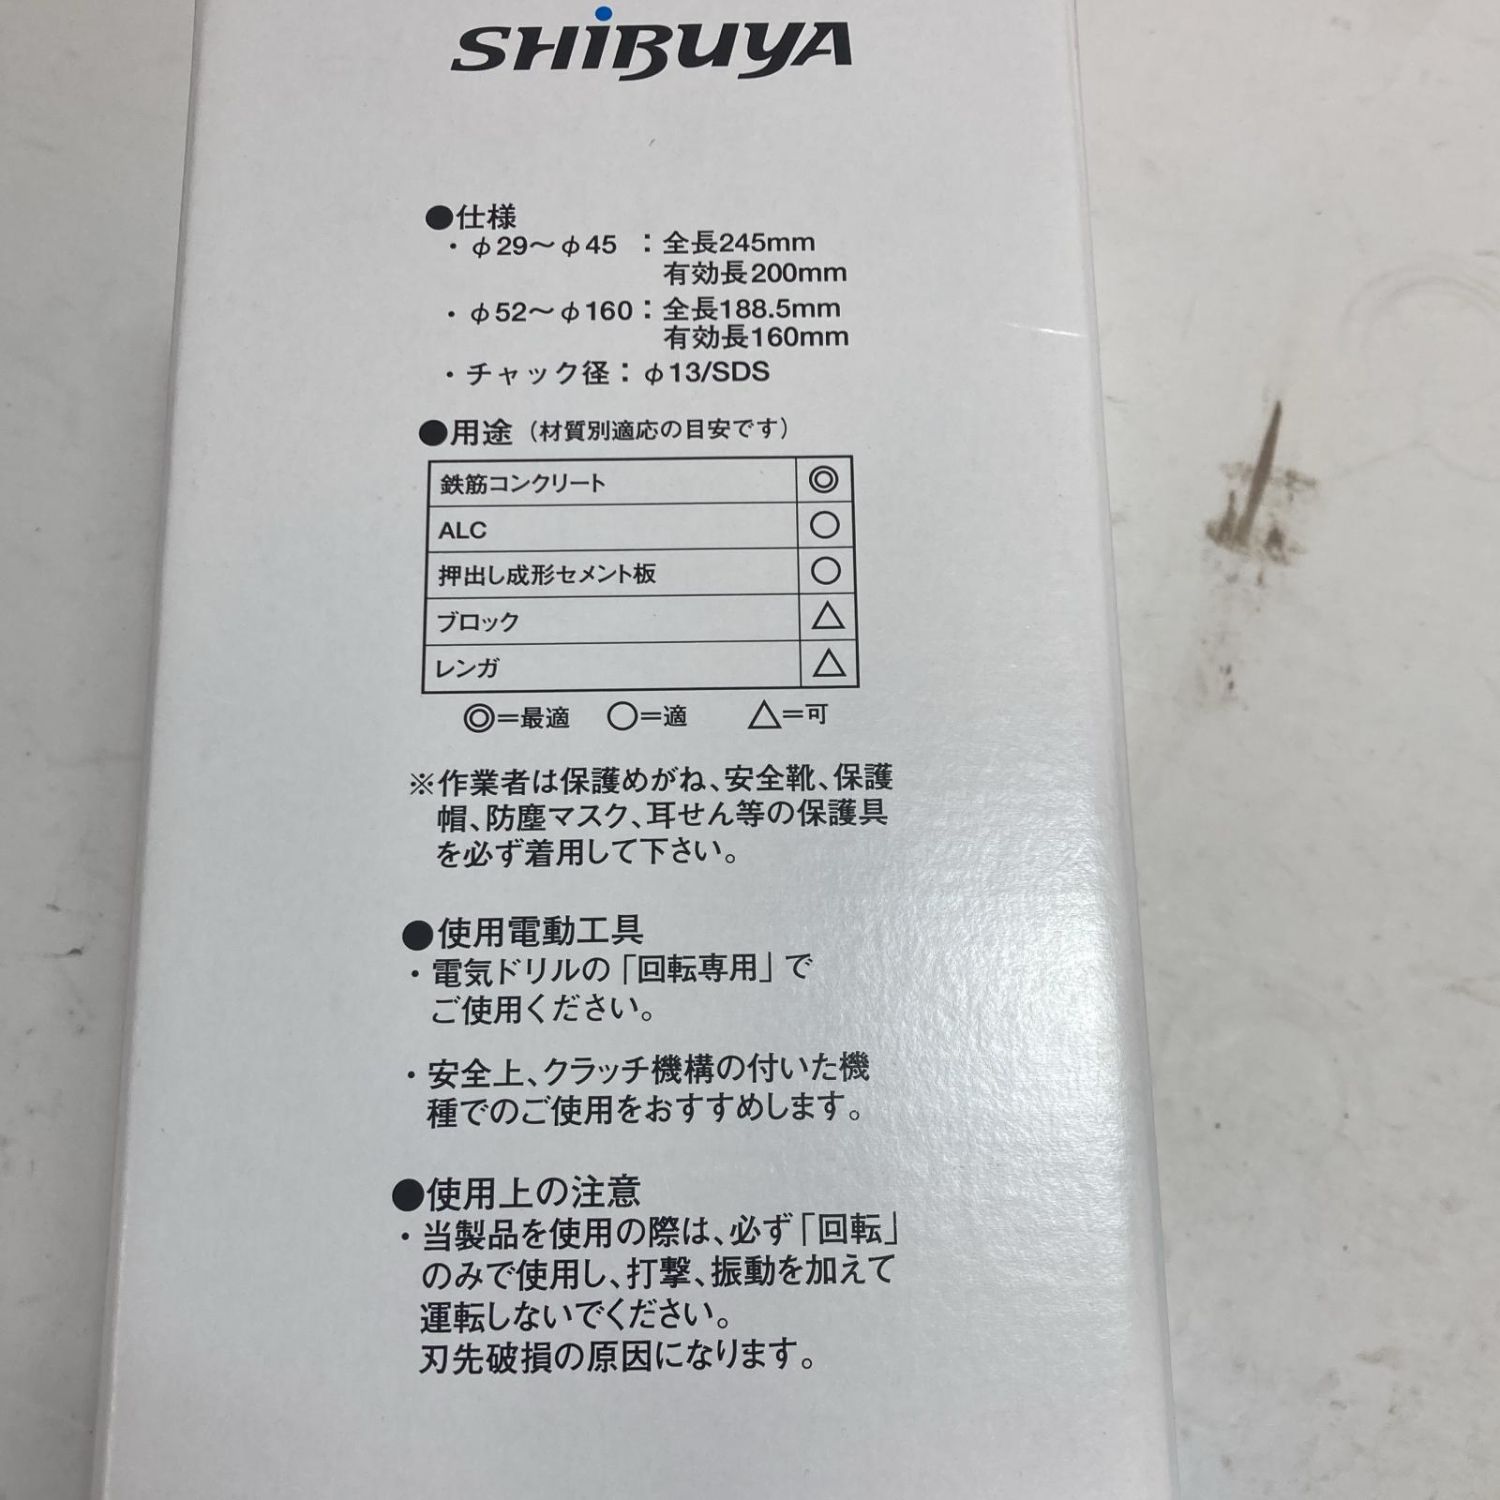 SHIBUYA
●仕様
・φ29～φ45 ：全長245mm
有効長200mm
・φ52～φ160：全長188.5mm
有効長160mm
・チャック径：φ13/SDS
●用途（材質別適応の目安です）
鉄筋コンクリート ◎
ALC ○
押出し成形セメント板 ○
ブロック △
レンガ △
◎＝最適 ○＝適 △＝可
※作業者は保護めがね、安全靴、保護
帽、防塵マスク、耳せん等の保護具
を必ず着用して下さい。
●使用電動工具
・電気ドリルの「回転専用」で
ご使用ください。
・安全上、クラッチ機構の付いた機
種でのご使用をおすすめします。
●使用上の注意
・当製品を使用の際は、必ず「回転」
のみで使用し、打撃、振動を加えて
運転しないでください。
刃先破損の原因になります。